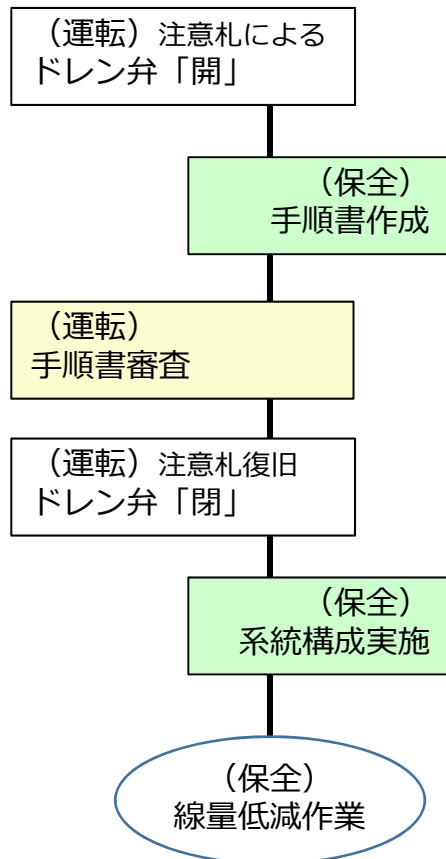 （運転）注意札による
ドレン弁「開」
（保全）
手順書作成
（運転）
手順書審査
（運転）注意札復旧
ドレン弁「閉」
（保全）
系統構成実施
（保全）
線量低減作業